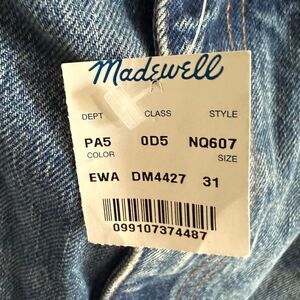 Madewell
DEPT CLASS STYLE
PA5 0D5 NQ607
COLOR SIZE
EWA DM4427 31
099107374487